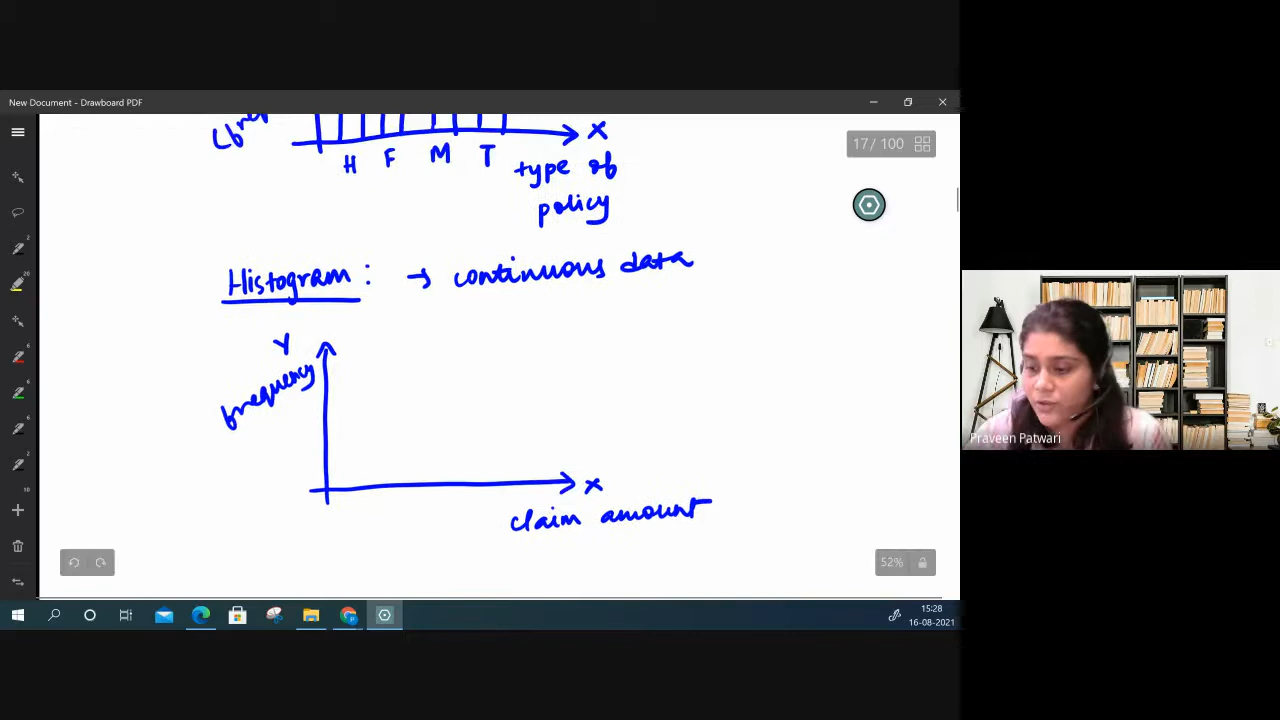 New Document - Drawboard PDF
17 / 100
X
H F M T
type of
policy
Histogram : → continuous data
Y
frequency
X
claim amount
52%
Praveen Patwari
15:28
16-08-2021